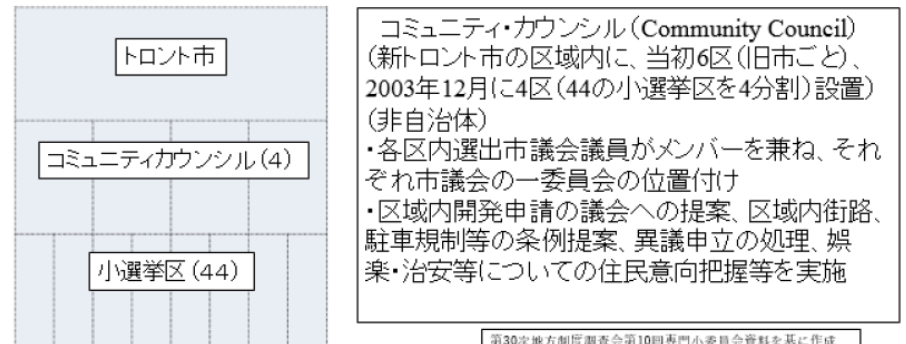 トロント市
コミュニティカウンシル(4)
小選挙区(44)
コミュニティ・カウンシル(Community Council)
(新トロント市の区域内に、当初6区(旧市ごと)、
2003年12月に4区(44の小選挙区を4分割)設置)
(非自治体)
・各区内選出市議会議員がメンバーを兼ね、それ
ぞれ市議会の一委員会の位置付け
・区域内開発申請の議会への提案、区域内街路、
駐車規制等の条例提案、異議申立の処理、娯
楽・治安等についての住民意向把握等を実施
第30次地方制度調査会第10回専門小委員会資料を基に作成